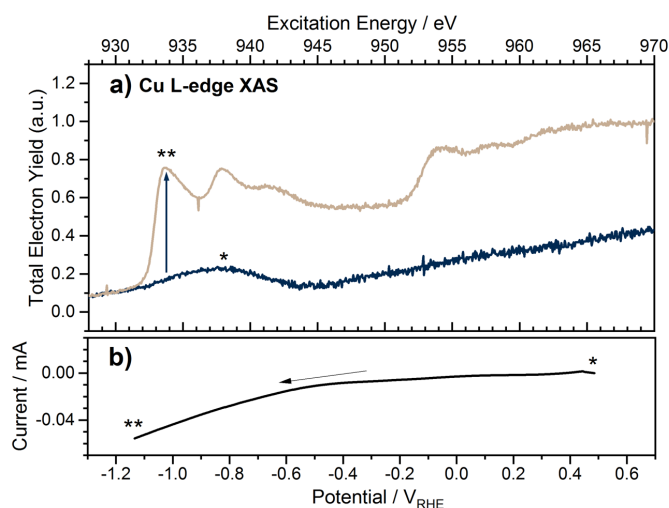 Excitation Energy / eV
930 935 940 945 950 955 960 965 970
a) Cu L-edge XAS
Total Electron Yield (a.u.)
1.2
1.0
0.8
0.6
0.4
0.2
0.0
**
*
b)
Current / mA
0.00
-0.04
*
**
-1.2 -1.0 -0.8 -0.6 -0.4 -0.2 0.0 0.2 0.4 0.6
Potential / V_RHE